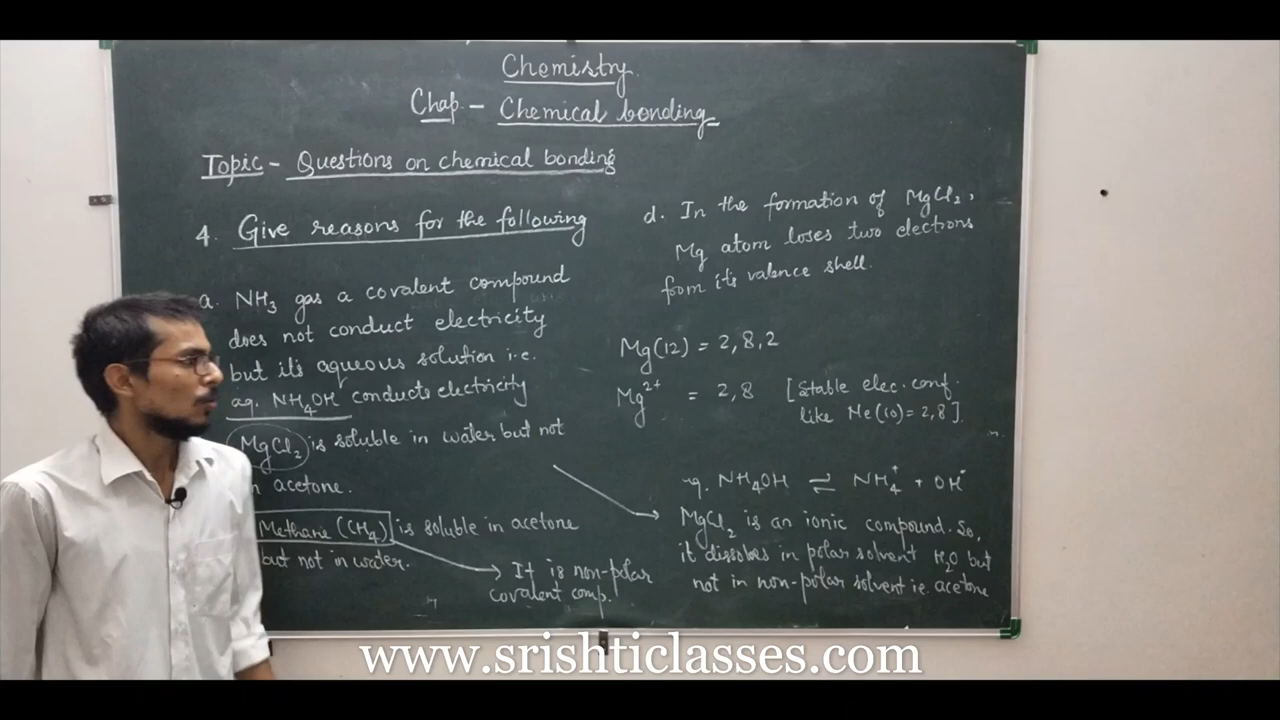 Chemistry
Chap. - Chemical bonding
Topic - Questions on chemical bonding
4. Give reasons for the following
a. NH₃ gas a covalent compound
does not conduct electricity
but it's aqueous solution i.e.
aq. NH₄OH conducts electricity
MgCl₂ is soluble in water but not
acetone.
Methane (CH₄) is soluble in acetone
but not in water.
→ It is non-polar
covalent comp.
d. In the formation of MgCl₂,
Mg atom loses two electrons
from it's valence shell.
Mg(12) = 2,8,2
Mg²⁺ = 2,8 [Stable elec. conf.
like Ne(10)=2,8].
NH₄OH ⇌ NH₄⁺ + OH⁻
MgCl₂ is an ionic compound. So,
it dissolves in polar solvent H₂O but
not in non-polar solvent i.e. acetone
www.srishticlasses.com